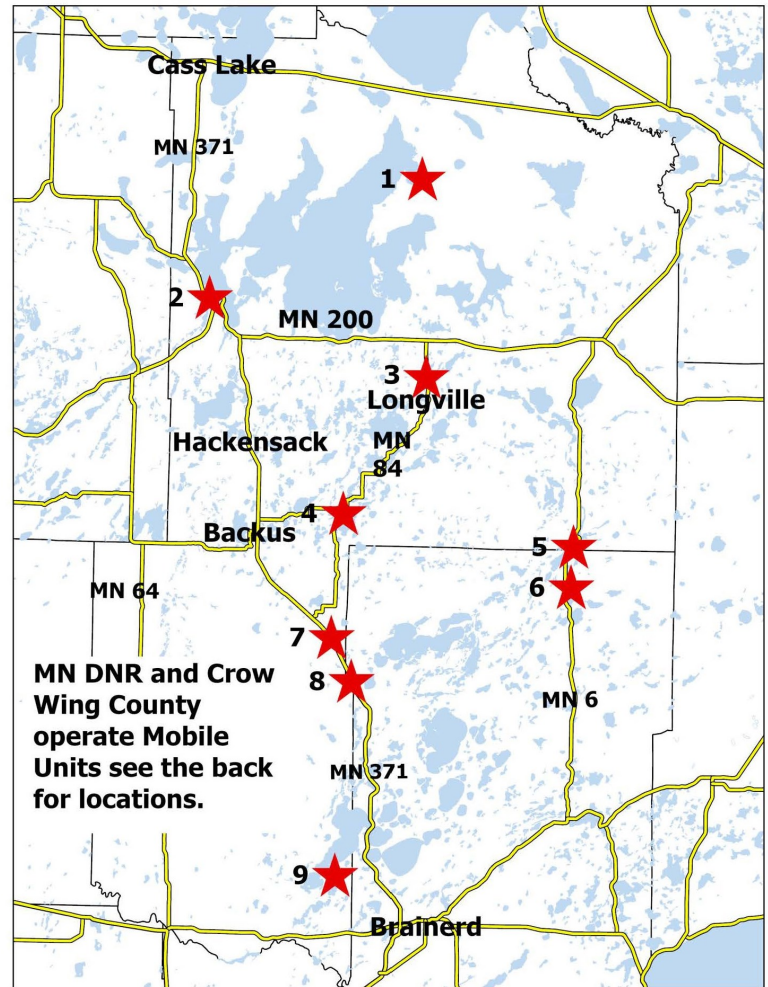 Cass Lake
MN 371
1
2
MN 200
3
Longville
Hackensack
MN
84
4
Backus
5
MN 64
6
7
MN DNR and Crow
Wing County
operate Mobile
Units see the back
for locations.
8
MN 6
MN 371
9
Brainerd